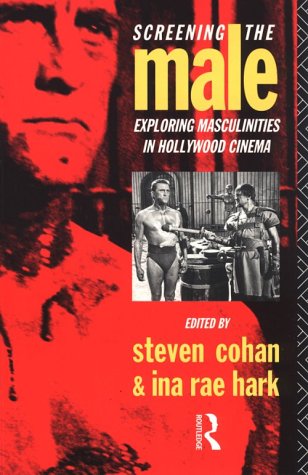 SCREENING THE
male
EXPLORING MASCULINITIES
IN HOLLYWOOD CINEMA
EDITED BY
steven cohan
& ina rae hark
ROUTLEDGE